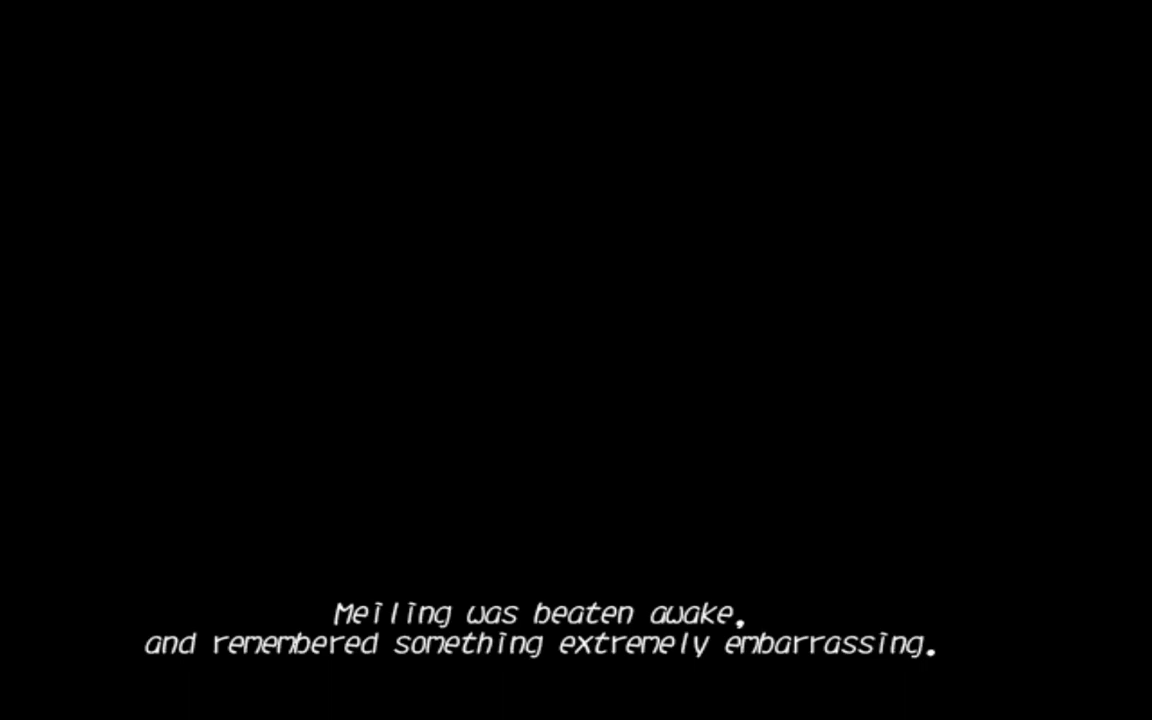 Meiling was beaten awake,
and remembered something extremely embarrassing.